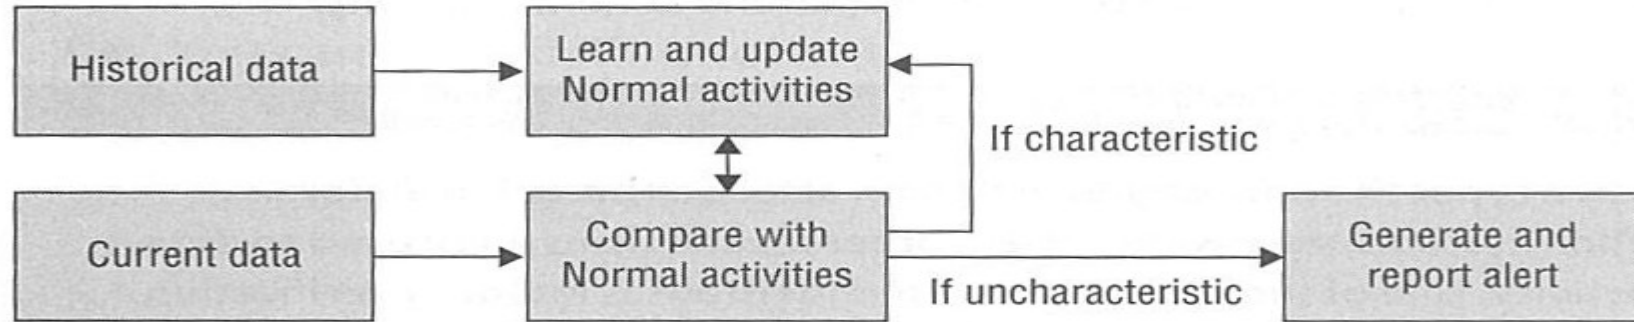 Historical data
Learn and update
Normal activities
If characteristic
Current data
Compare with
Normal activities
If uncharacteristic
Generate and
report alert